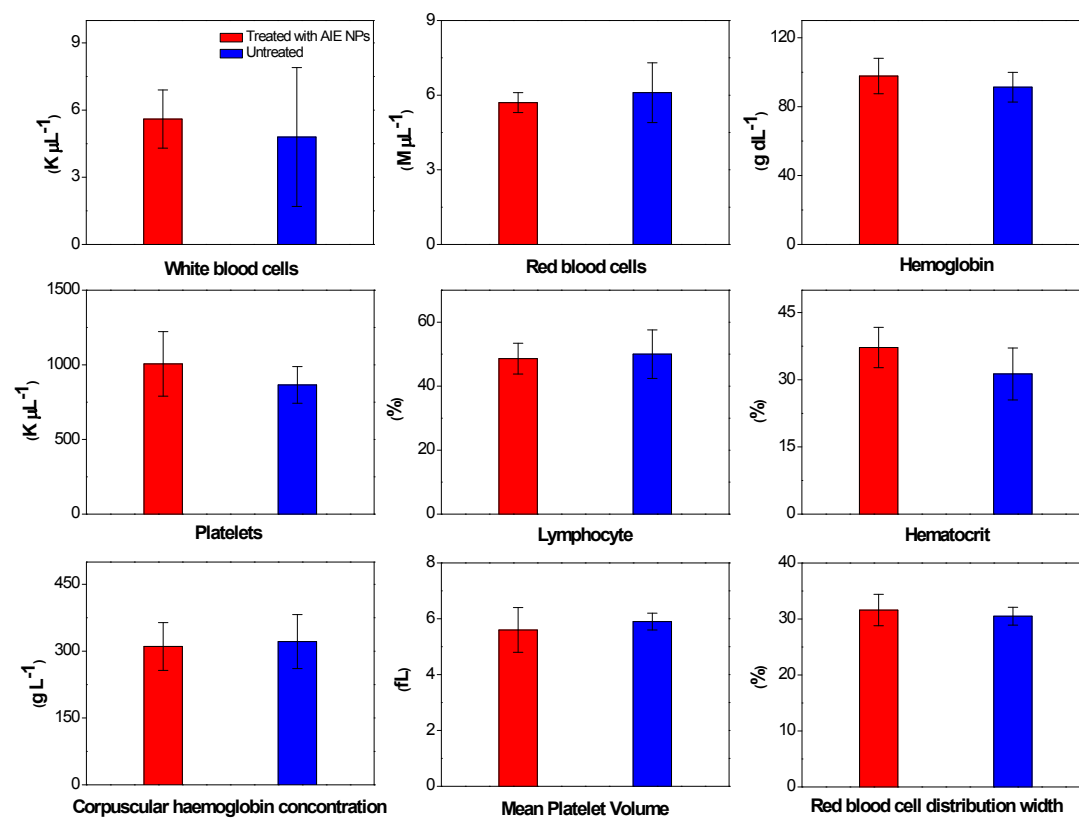 9
6
3
0
(K μL-1)
Treated with AIE NPs
Untreated
White blood cells
9
6
3
0
(M μL-1)
Red blood cells
120
80
40
0
(g dL-1)
Hemoglobin
1500
1000
500
0
(K μL-1)
Platelets
60
40
20
0
(%)
Lymphocyte
45
30
15
0
(%)
Hematocrit
450
300
150
0
(g L-1)
Corpuscular haemoglobin concentration
8
6
4
2
0
(fL)
Mean Platelet Volume
40
30
20
10
0
(%)
Red blood cell distribution width